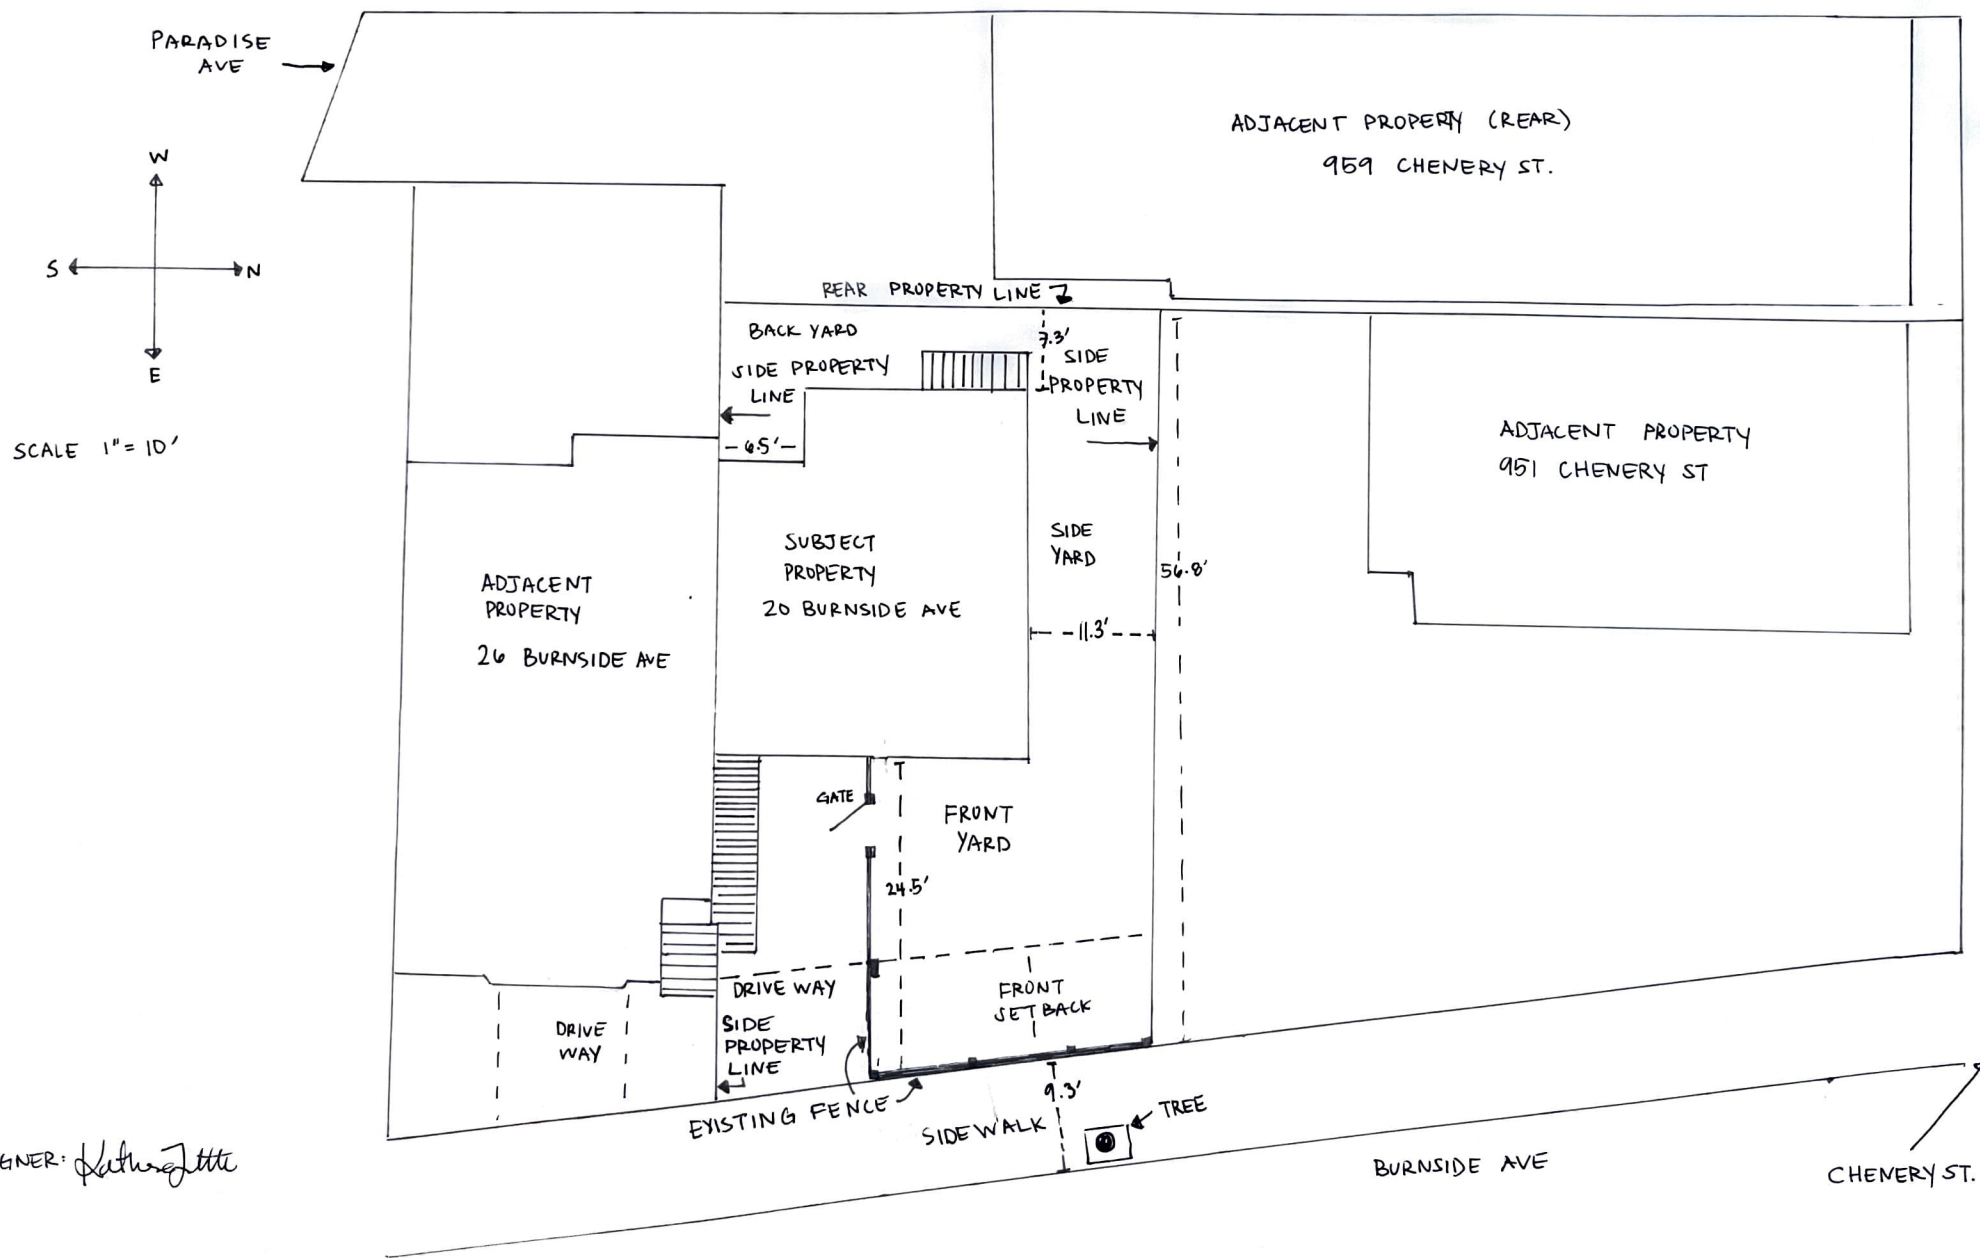 PARADISE
AVE
W
S
N
E
SCALE 1" = 10'
ADJACENT PROPERTY (REAR)
959 CHENERY ST.
REAR PROPERTY LINE
BACK YARD
7.3'
SIDE PROPERTY
LINE
SIDE
PROPERTY
LINE
6.5'
ADJACENT PROPERTY
951 CHENERY ST
SUBJECT
PROPERTY
20 BURNSIDE AVE
SIDE
YARD
56.8'
ADJACENT
PROPERTY
26 BURNSIDE AVE
11.3'
GATE
FRONT
YARD
24.5'
DRIVE WAY
FRONT
SETBACK
DRIVE
WAY
SIDE
PROPERTY
LINE
EXISTING FENCE
9.3'
SIDEWALK
TREE
BURNSIDE AVE
CHENERY ST.
GNER: